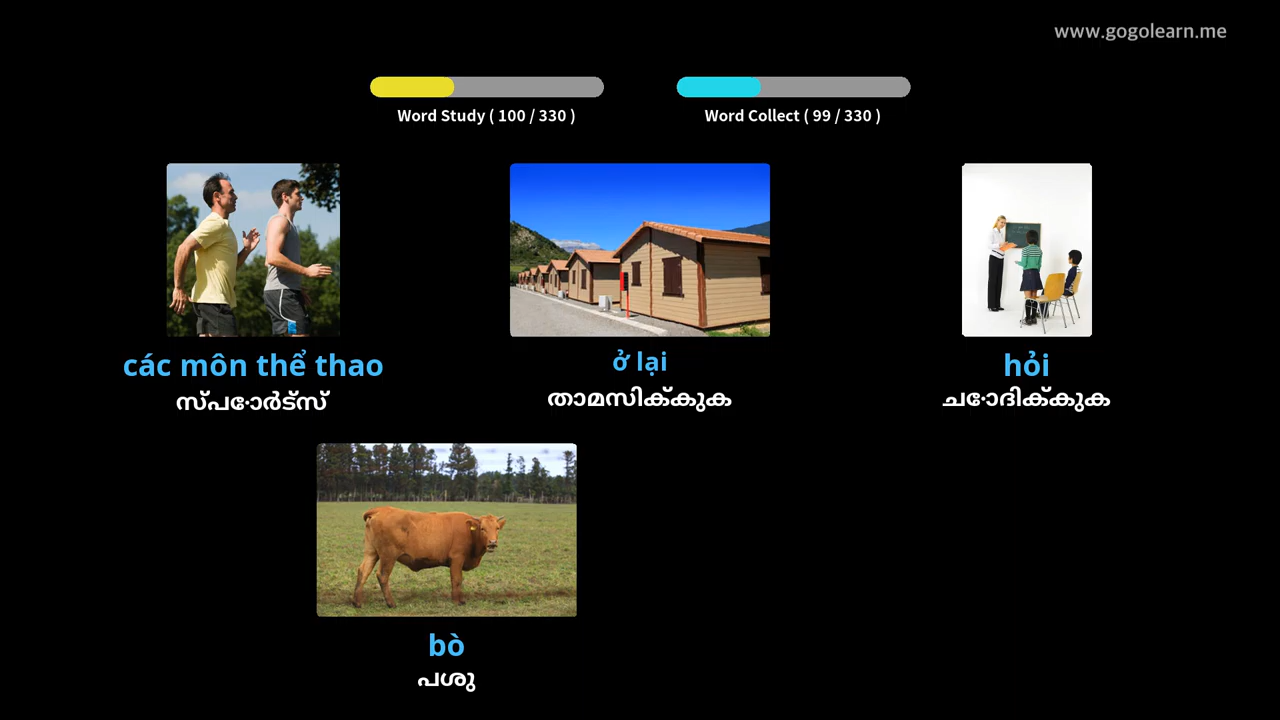 www.gogolearn.me
Word Study ( 100 / 330 )
Word Collect ( 99 / 330 )
các môn thể thao
സ്പോർട്സ്
ở lại
താമസിക്കുക
hỏi
ചോദിക്കുക
bò
പശു